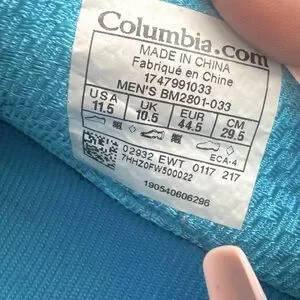 Columbia.com
MADE IN CHINA
Fabriqué en Chine
1747991033
MEN'S BM2801-033
USA UK EUR CM
11.5 10.5 44.5 29.5
ECA-4
02932 EWT 0117 217
7HHZOFW500022
190540606296